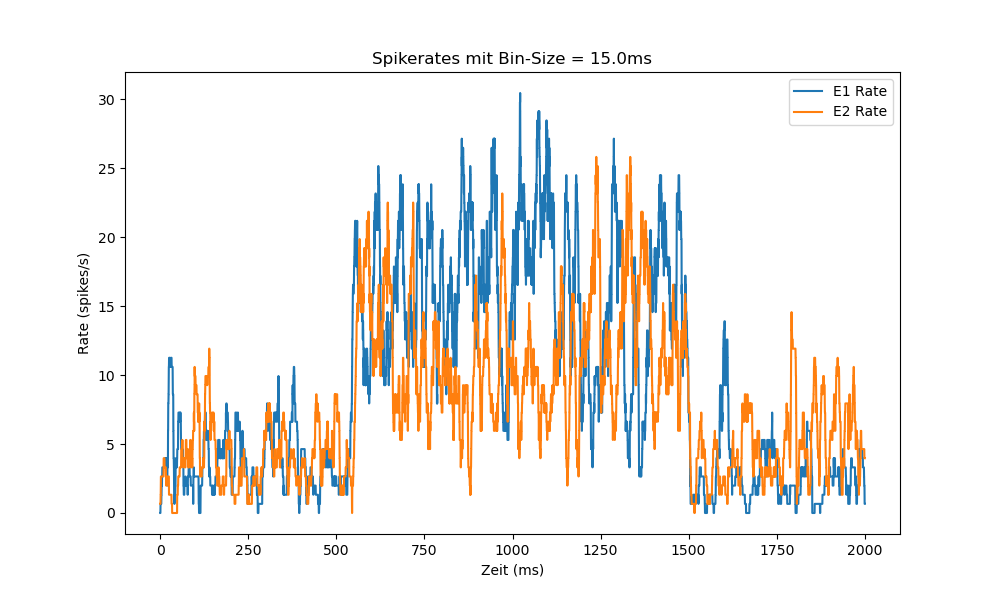 Spikerates mit Bin-Size = 15.0ms
E1 Rate
E2 Rate
30
25
20
15
10
5
0
Rate (spikes/s)
0 250 500 750 1000 1250 1500 1750 2000
Zeit (ms)